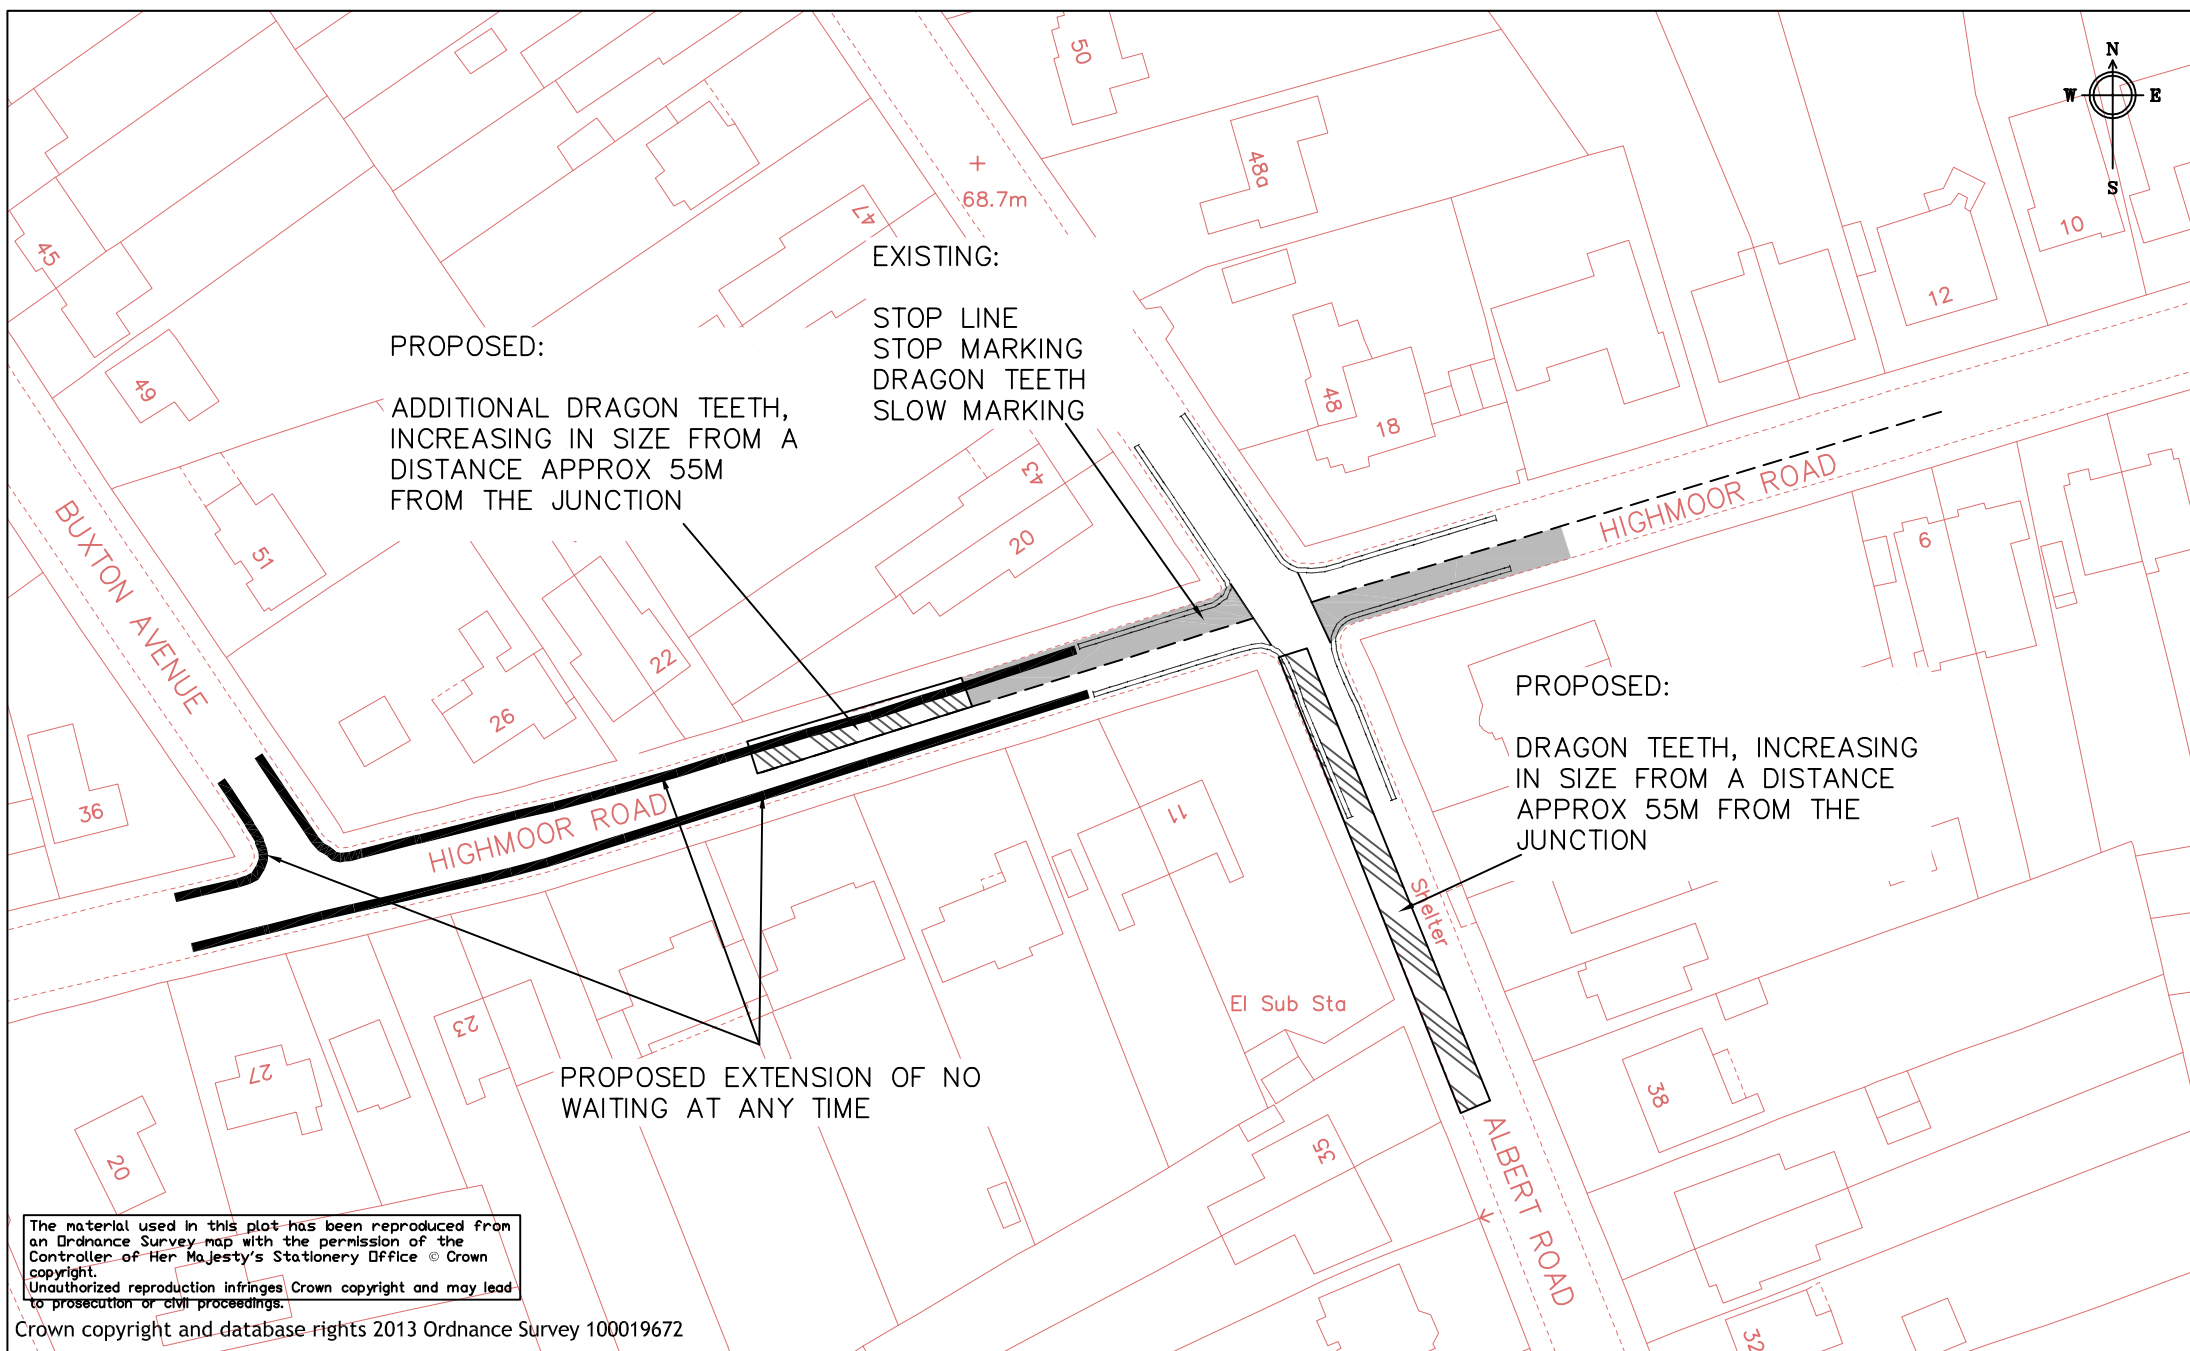 50
N
W E
S
48a
68.7m
47
10
45
12
EXISTING:
STOP LINE
STOP MARKING
DRAGON TEETH
SLOW MARKING
PROPOSED:
ADDITIONAL DRAGON TEETH,
INCREASING IN SIZE FROM A
DISTANCE APPROX 55M
FROM THE JUNCTION
49
48
18
43
HIGHMOOR ROAD
51
20
6
BUXTON AVENUE
22
26
PROPOSED:
DRAGON TEETH, INCREASING
IN SIZE FROM A DISTANCE
APPROX 55M FROM THE
JUNCTION
36
HIGHMOOR ROAD
11
Shelter
El Sub Sta
23
27
PROPOSED EXTENSION OF NO
WAITING AT ANY TIME
38
35
20
ALBERT ROAD
32
The material used in this plot has been reproduced from
an Ordnance Survey map with the permission of the
Controller of Her Majesty's Stationery Office © Crown
copyright.
Unauthorized reproduction infringes Crown copyright and may lead
to prosecution or civil proceedings.
Crown copyright and database rights 2013 Ordnance Survey 100019672